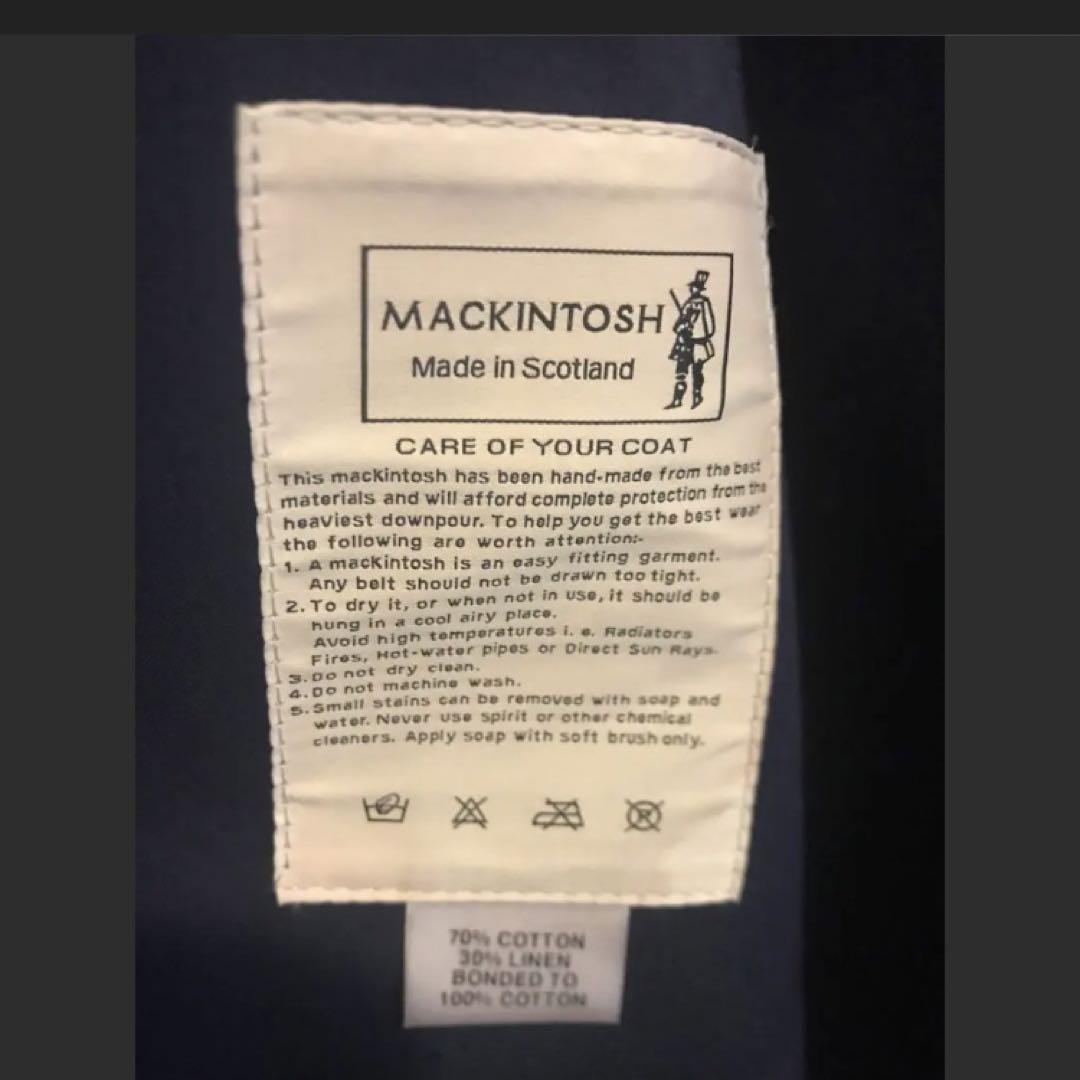 MACKINTOSH
Made in Scotland
CARE OF YOUR COAT
This mackintosh has been hand-made from the best
materials and will afford complete protection from the
heaviest downpour. To help you get the best wear
the following are worth attention:-
1. A mackintosh is an easy fitting garment.
Any belt should not be drawn too tight.
2. To dry it, or when not in use, it should be
hung in a cool airy place.
Avoid high temperatures i. e. Radiators
Fires, Hot-water pipes or Direct Sun Rays.
3. Do not dry clean.
4. Do not machine wash.
5. Small stains can be removed with soap and
water. Never use spirit or other chemical
cleaners. Apply soap with soft brush only.
70% COTTON
30% LINEN
BONDED TO
100% COTTON